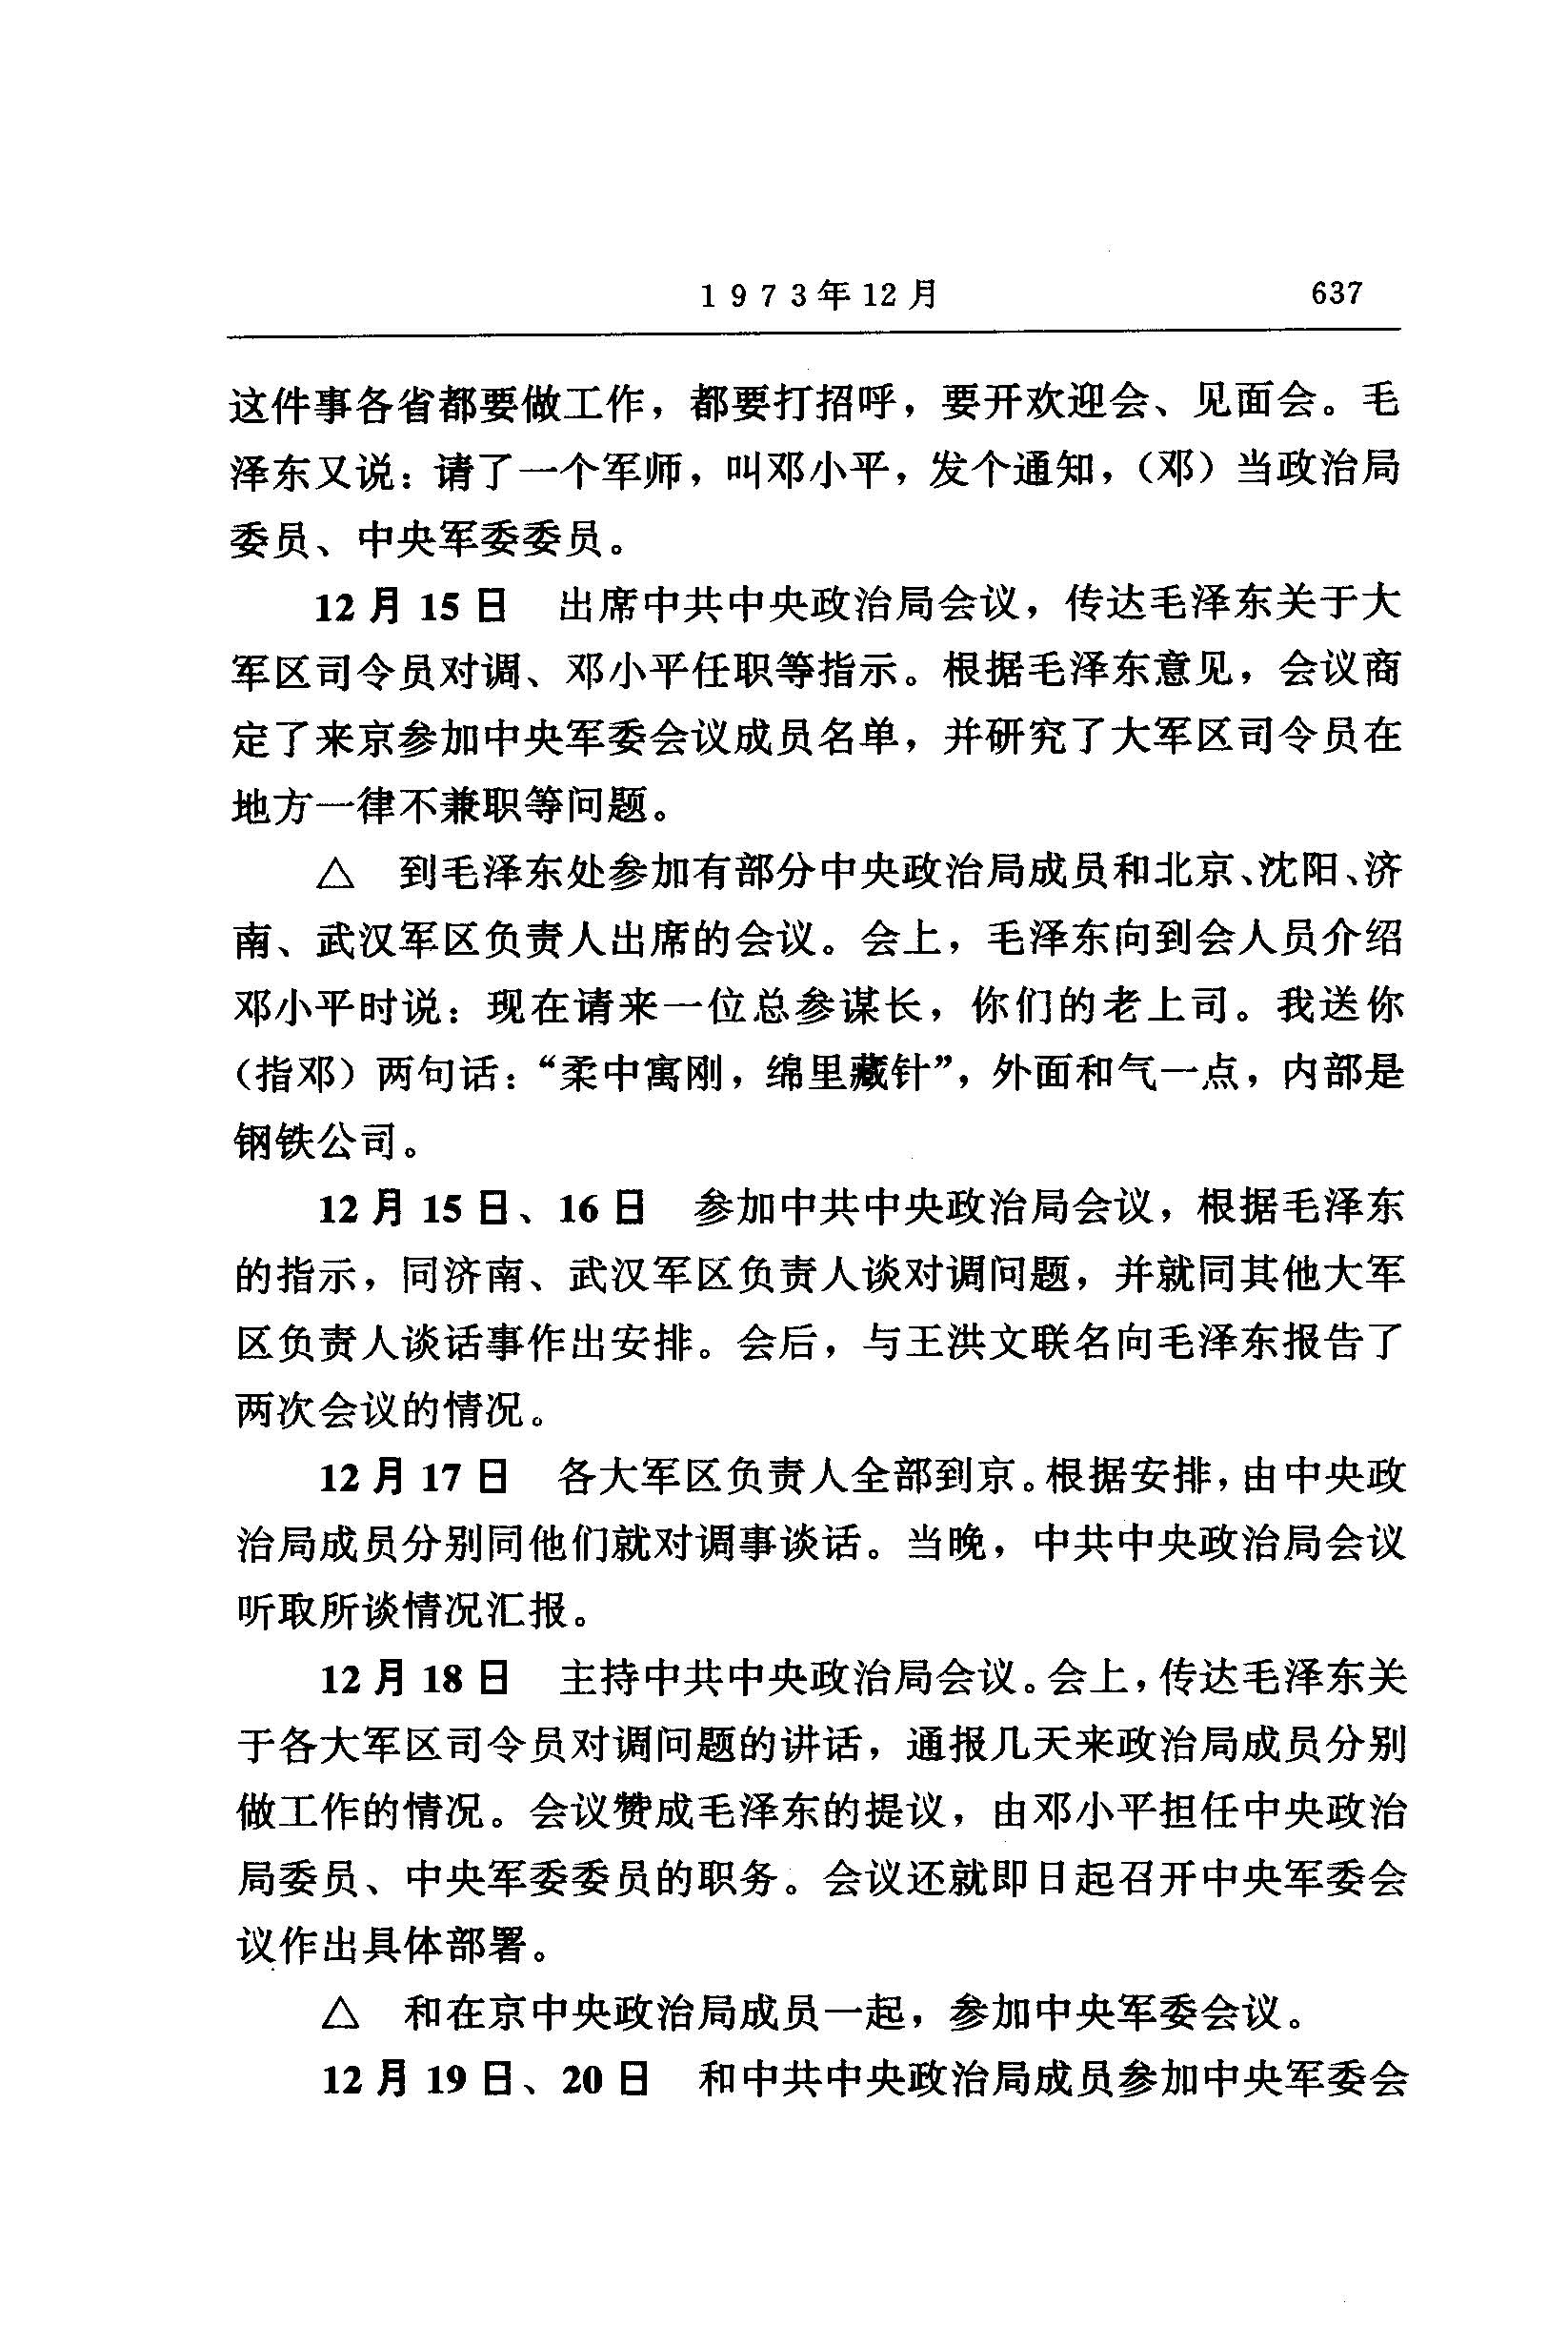 1973年12月 637
这件事各省都要做工作，都要打招呼，要开欢迎会、见面会。毛
泽东又说：请了一个军师，叫邓小平，发个通知，（邓）当政治局
委员、中央军委委员。
12月15日 出席中共中央政治局会议，传达毛泽东关于大
军区司令员对调、邓小平任职等指示。根据毛泽东意见，会议商
定了来京参加中央军委会议成员名单，并研究了大军区司令员在
地方一律不兼职等问题。
△ 到毛泽东处参加有部分中央政治局成员和北京、沈阳、济
南、武汉军区负责人出席的会议。会上，毛泽东向到会人员介绍
邓小平时说：现在请来一位总参谋长，你们的老上司。我送你
（指邓）两句话：“柔中寓刚，绵里藏针”，外面和气一点，内部是
钢铁公司。
12月15日、16日 参加中共中央政治局会议，根据毛泽东
的指示，同济南、武汉军区负责人谈对调问题，并就同其他大军
区负责人谈话事作出安排。会后，与王洪文联名向毛泽东报告了
两次会议的情况。
12月17日 各大军区负责人全部到京。根据安排，由中央政
治局成员分别同他们就对调事谈话。当晚，中共中央政治局会议
听取所谈情况汇报。
12月18日 主持中共中央政治局会议。会上，传达毛泽东关
于各大军区司令员对调问题的讲话，通报几天来政治局成员分别
做工作的情况。会议赞成毛泽东的提议，由邓小平担任中央政治
局委员、中央军委委员的职务。会议还就即日起召开中央军委会
议作出具体部署。
△ 和在京中央政治局成员一起，参加中央军委会议。
12月19日、20日 和中共中央政治局成员参加中央军委会